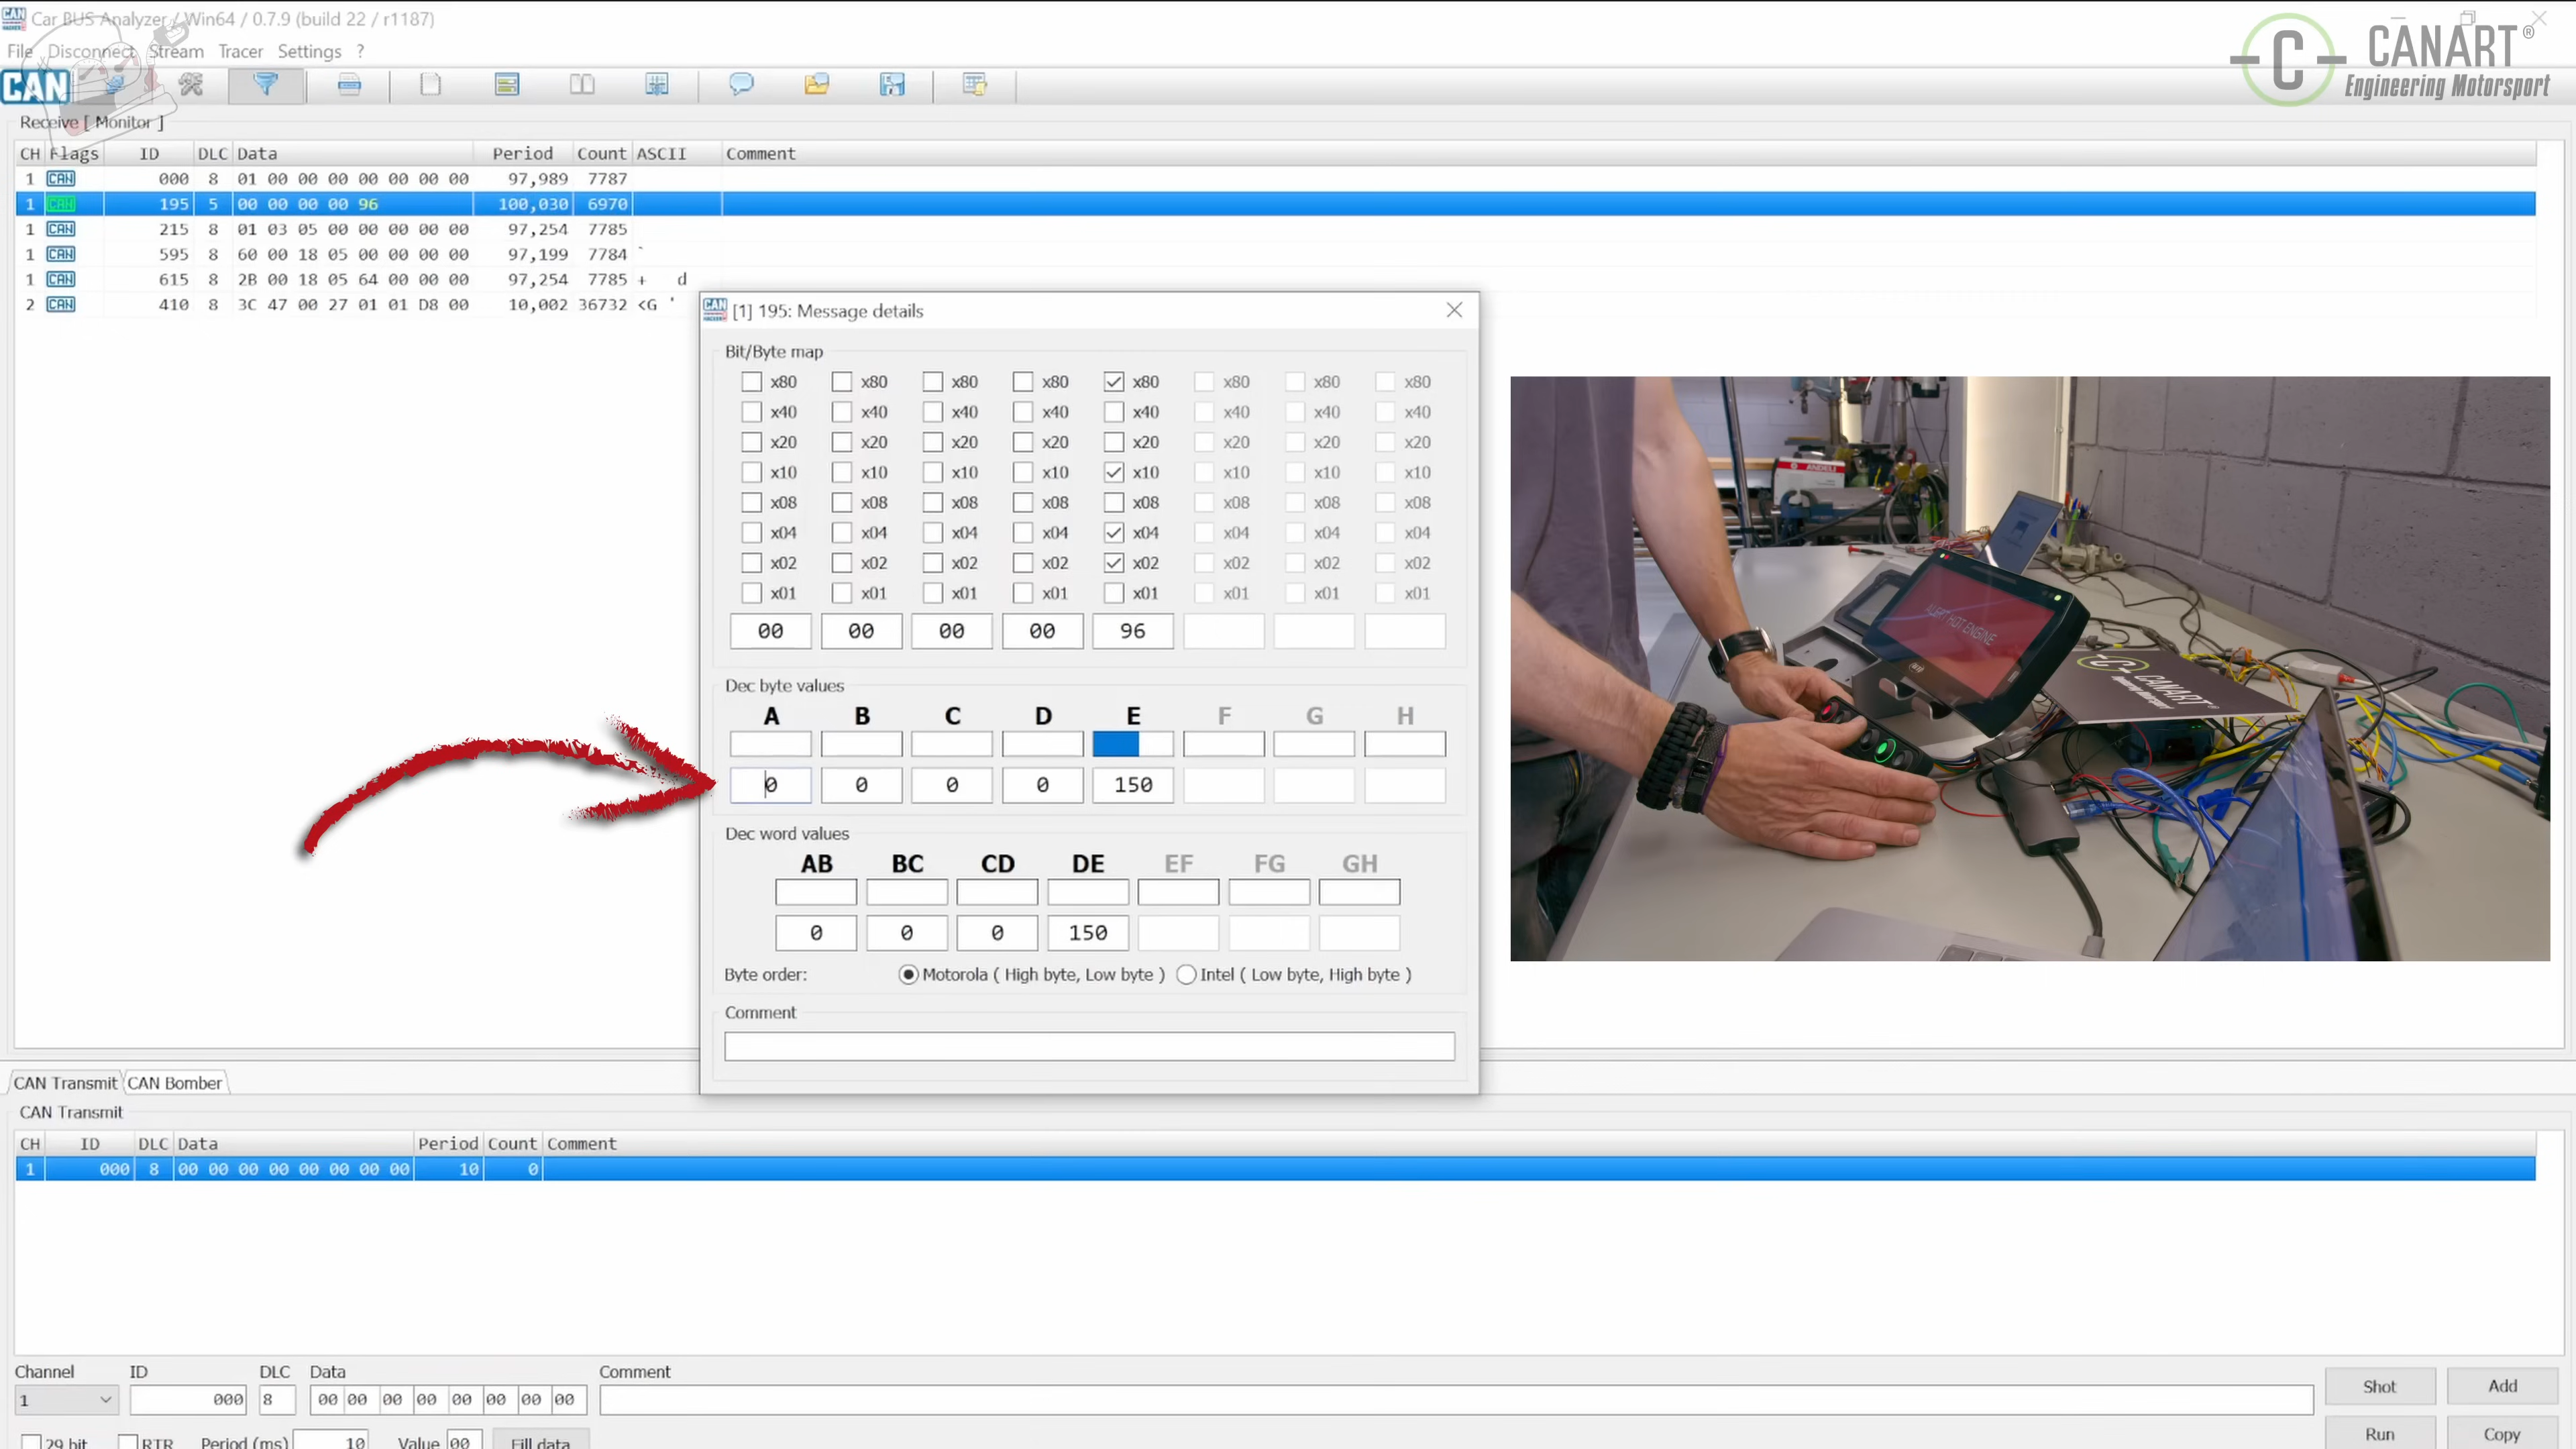 Car BUS Analyzer / Win64 / 0.7.9 (build 22 / r1187)
File Disconnect Stream Tracer Settings ?
CAN
C CANART®
Engineering Motorsport
Receive [ Monitor ]
CH Flags ID DLC Data Period Count ASCII Comment
1 CAN 000 8 01 00 00 00 00 00 00 00 97,989 7787
1 CAN 195 5 00 00 00 00 96 100,030 6970
1 CAN 215 8 01 03 05 00 00 00 00 00 97,254 7785
1 CAN 595 8 60 00 18 05 00 00 00 00 97,199 7784 `
1 CAN 615 8 2B 00 18 05 64 00 00 00 97,254 7785 + d
2 CAN 410 8 3C 47 00 27 01 01 D8 00 10,002 36732 <G '
[1] 195: Message details
Bit/Byte map
x80 x80 x80 x80 x80 x80 x80 x80
x40 x40 x40 x40 x40 x40 x40 x40
x20 x20 x20 x20 x20 x20 x20 x20
x10 x10 x10 x10 x10 x10 x10 x10
x08 x08 x08 x08 x08 x08 x08 x08
x04 x04 x04 x04 x04 x04 x04 x04
x02 x02 x02 x02 x02 x02 x02 x02
x01 x01 x01 x01 x01 x01 x01 x01
00 00 00 00 96
Dec byte values
A B C D E F G H
0 0 0 0 150
Dec word values
AB BC CD DE EF FG GH
0 0 0 150
Byte order: Motorola ( High byte, Low byte ) Intel ( Low byte, High byte )
Comment
ANDELI
ALERT HOT ENGINE
C CANART
CAN Transmit CAN Bomber
CAN Transmit
CH ID DLC Data Period Count Comment
1 000 8 00 00 00 00 00 00 00 00 10 0
Channel ID DLC Data Comment
1 000 8 00 00 00 00 00 00 00 00
Shot Add
29 bit RTR Period (ms) 10 Value 00 Fill data
Run Copy